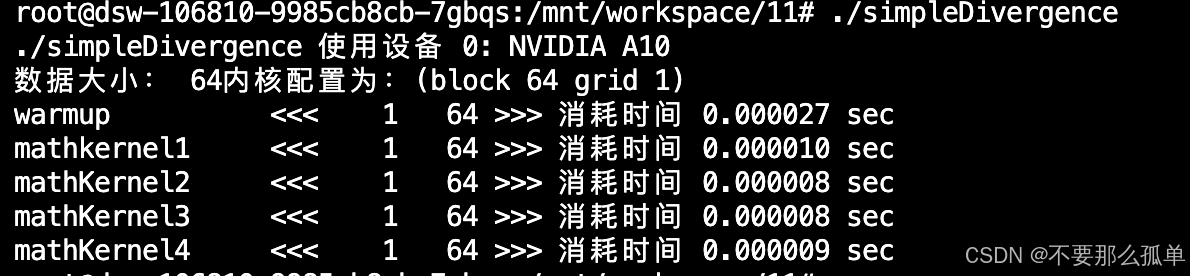 root@dsw-106810-9985cb8cb-7gbqs:/mnt/workspace/11# ./simpleDivergence
./simpleDivergence 使用设备 0: NVIDIA A10
数据大小： 64内核配置为：(block 64 grid 1)
warmup <<< 1 64 >>> 消耗时间 0.000027 sec
mathkernel1 <<< 1 64 >>> 消耗时间 0.000010 sec
mathKernel2 <<< 1 64 >>> 消耗时间 0.000008 sec
mathKernel3 <<< 1 64 >>> 消耗时间 0.000008 sec
mathKernel4 <<< 1 64 >>> 消耗时间 0.000009 sec
CSDN @不要那么孤单